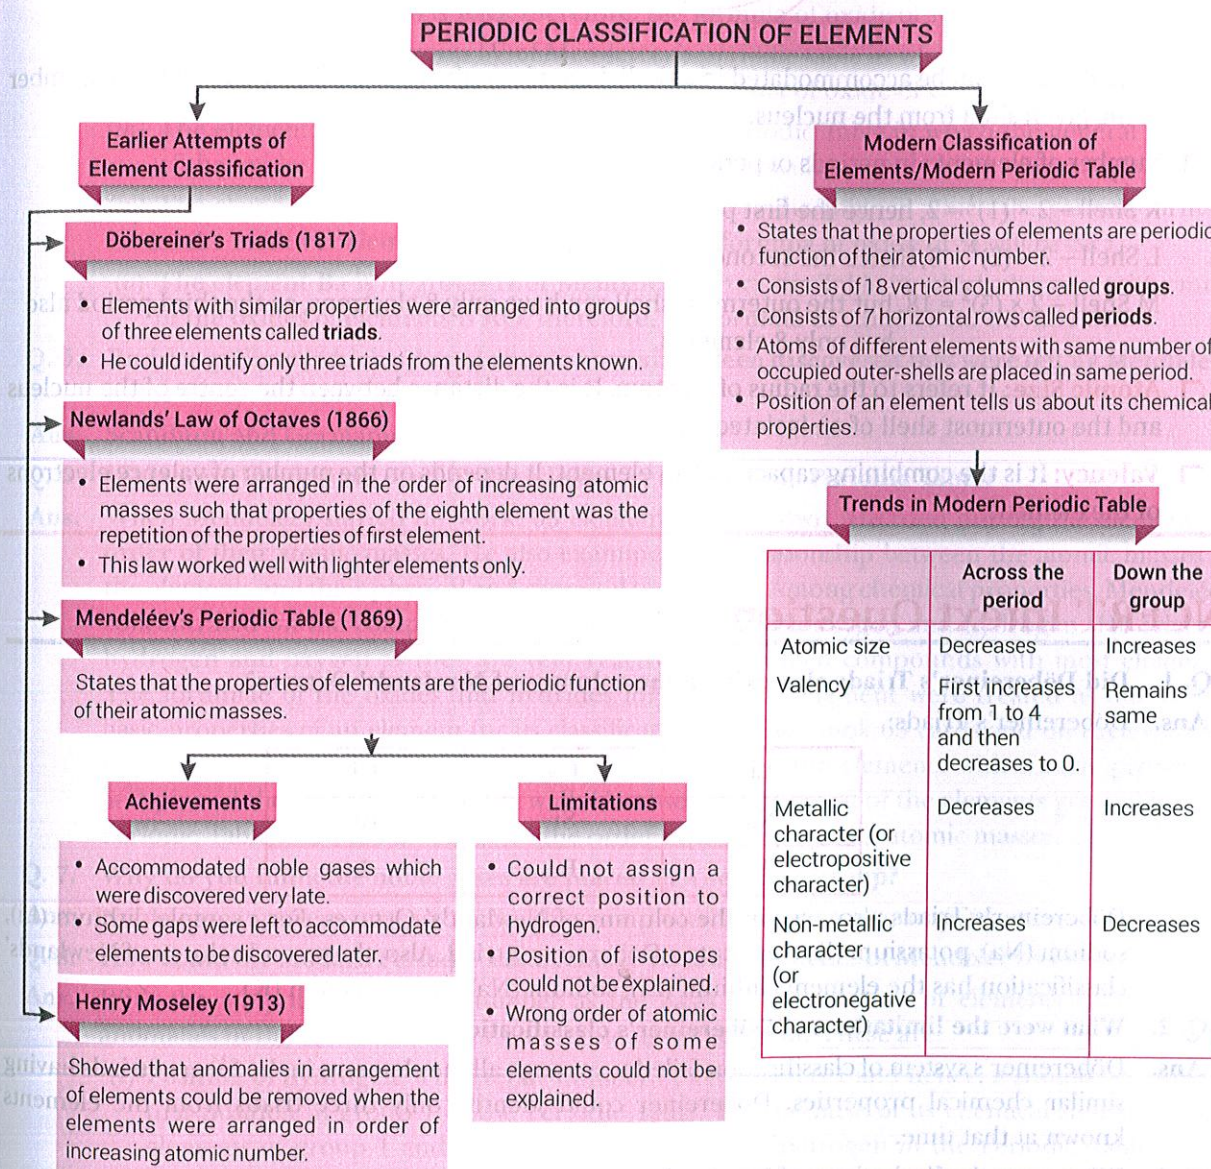 PERIODIC CLASSIFICATION OF ELEMENTS
Earlier Attempts of
Element Classification
Döbereiner's Triads (1817)
• Elements with similar properties were arranged into groups
of three elements called triads.
• He could identify only three triads from the elements known.
Newlands' Law of Octaves (1866)
• Elements were arranged in the order of increasing atomic
masses such that properties of the eighth element was the
repetition of the properties of first element.
• This law worked well with lighter elements only.
Mendeléev's Periodic Table (1869)
States that the properties of elements are the periodic function
of their atomic masses.
Achievements
• Accommodated noble gases which
were discovered very late.
• Some gaps were left to accommodate
elements to be discovered later.
Limitations
• Could not assign a
correct position to
hydrogen.
• Position of isotopes
could not be explained.
• Wrong order of atomic
masses of some
elements could not be
explained.
Henry Moseley (1913)
Showed that anomalies in arrangement
of elements could be removed when the
elements were arranged in order of
increasing atomic number.
Modern Classification of
Elements/Modern Periodic Table
• States that the properties of elements are periodic
function of their atomic number.
• Consists of 18 vertical columns called groups.
• Consists of 7 horizontal rows called periods.
• Atoms of different elements with same number of
occupied outer-shells are placed in same period.
• Position of an element tells us about its chemical
properties.
Trends in Modern Periodic Table
Across the
period
Down the
group
Atomic size
Decreases
Increases
Valency
First increases
from 1 to 4
and then
decreases to 0.
Remains
same
Metallic
character (or
electropositive
character)
Decreases
Increases
Non-metallic
character
(or
electronegative
character)
Increases
Decreases